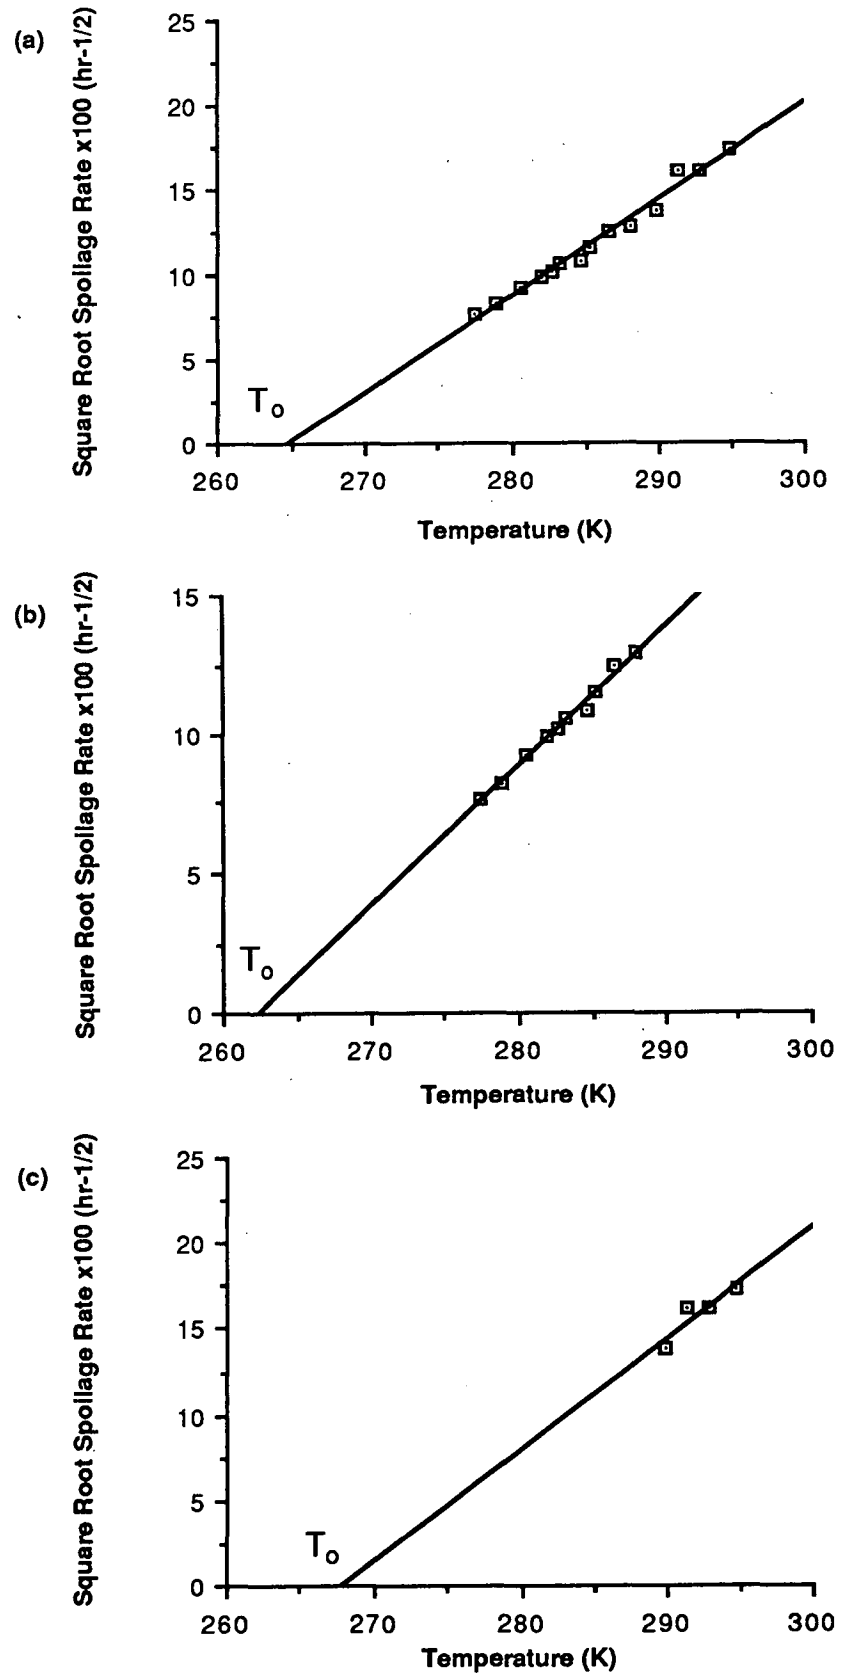 (a)
Square Root Spoilage Rate x100 (hr-1/2)
25
20
15
10
5
0
To
260 270 280 290 300
Temperature (K)
(b)
Square Root Spoilage Rate x100 (hr-1/2)
15
10
5
0
To
260 270 280 290 300
Temperature (K)
(c)
Square Root Spoilage Rate x100 (hr-1/2)
25
20
15
10
5
0
To
260 270 280 290 300
Temperature (K)